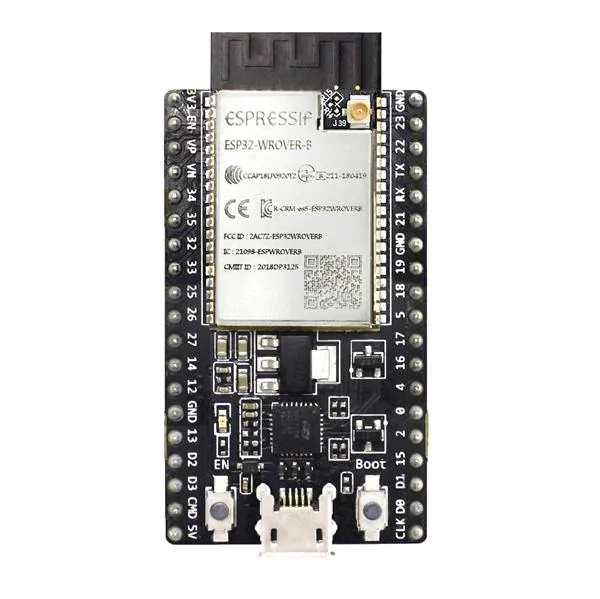 ESPRESSIF
ESP32-WROVER-B
CCAP18LP0920T2
R 211-180419
CE
R-CRM-es5-ESP32WROVERB
FCC ID : 2AC7Z-ESP32WROVERB
IC : 21098-ESPWROVERB
CMIIT ID : 2018DP3125
J39
3V3
EN
VP
VN
34
35
32
33
25
26
27
14
12
GND
13
D2
D3
CMD
5V
GND
23
22
TX
RX
21
GND
19
18
5
17
16
4
0
2
15
D1
D0
CLK
EN
Boot